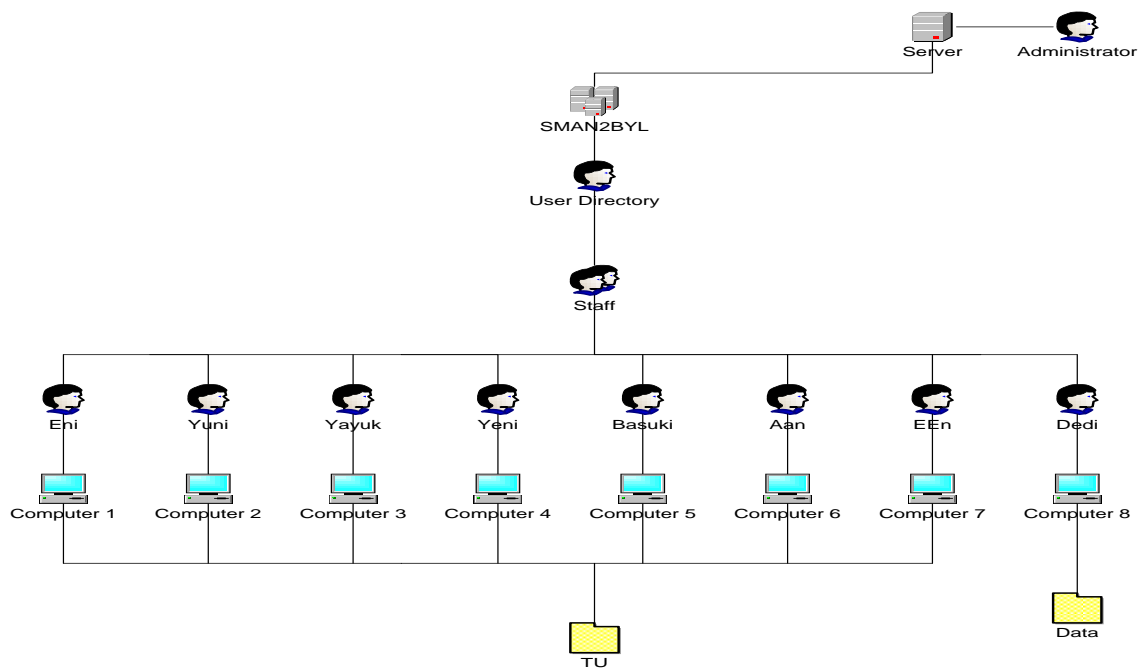 Server
Administrator
SMAN2BYL
User Directory
Staff
Eni
Yuni
Yayuk
Yeni
Basuki
Aan
EEn
Dedi
Computer 1
Computer 2
Computer 3
Computer 4
Computer 5
Computer 6
Computer 7
Computer 8
Data
TU